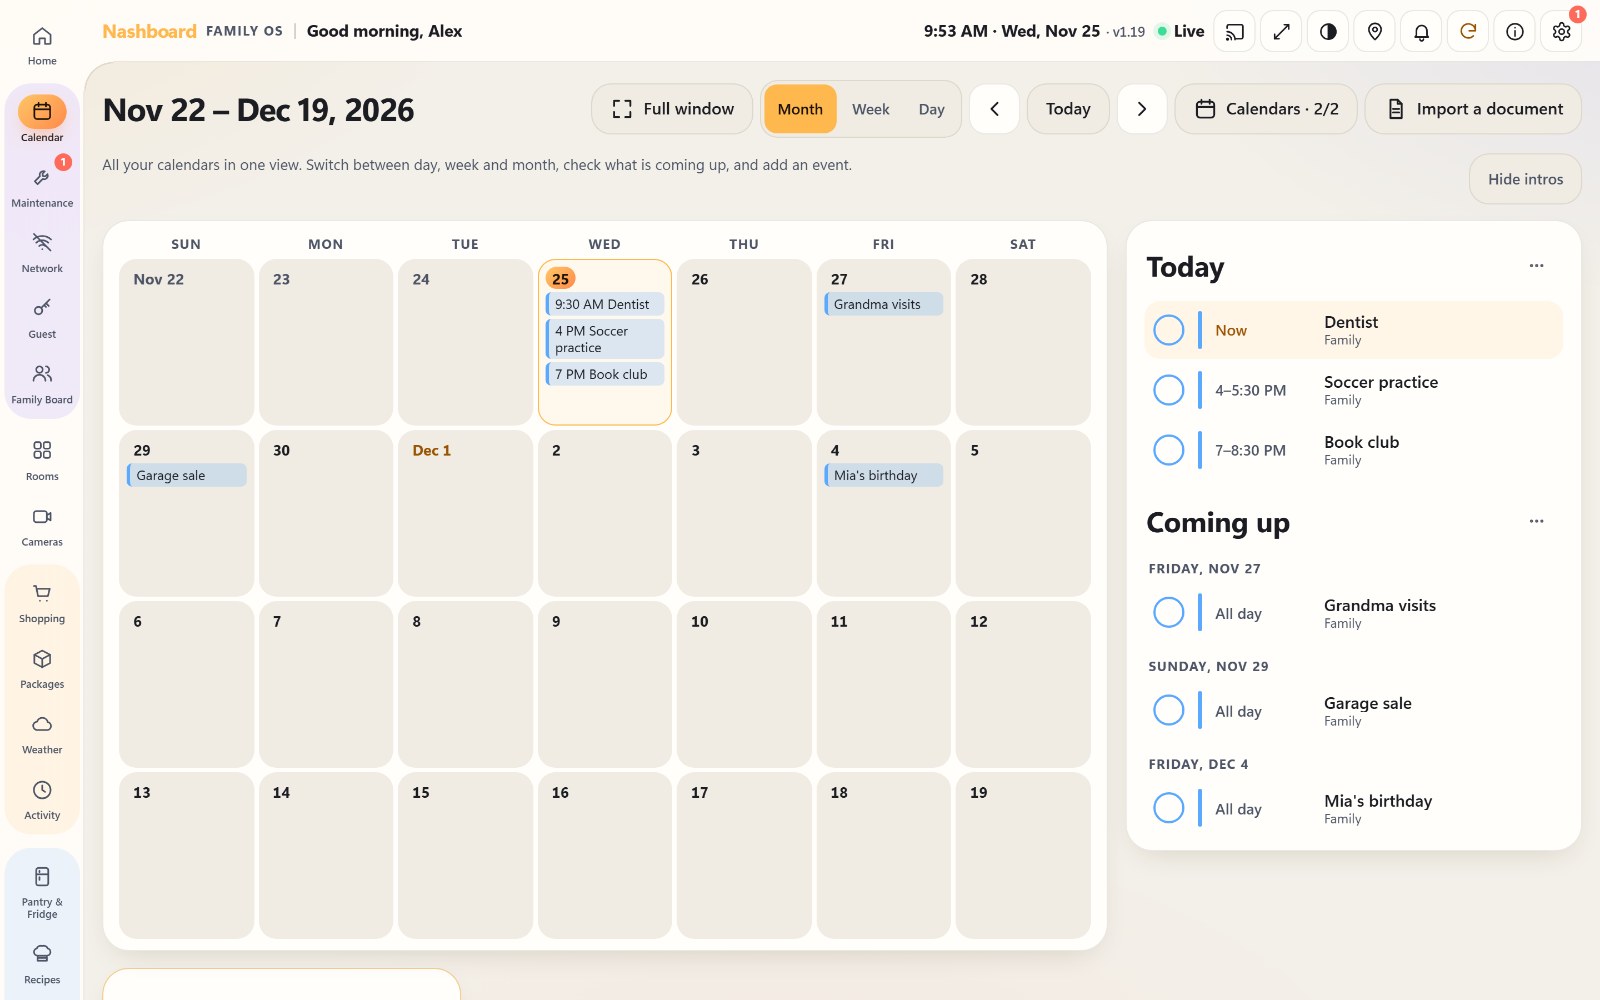 Nashboard FAMILY OS Good morning, Alex
9:53 AM · Wed, Nov 25 · v1.19 Live
1
Home
Calendar
1
Maintenance
Network
Guest
Family Board
Rooms
Cameras
Shopping
Packages
Weather
Activity
Pantry &
Fridge
Recipes
Nov 22 – Dec 19, 2026
Full window
Month Week Day
Today
Calendars · 2/2
Import a document
All your calendars in one view. Switch between day, week and month, check what is coming up, and add an event.
Hide intros
SUN MON TUE WED THU FRI SAT
Nov 22 23 24 25 26 27 28
9:30 AM Dentist
4 PM Soccer
practice
7 PM Book club
Grandma visits
29 30 Dec 1 2 3 4 5
Garage sale
Mia's birthday
6 7 8 9 10 11 12
13 14 15 16 17 18 19
Today
Now Dentist
Family
4–5:30 PM Soccer practice
Family
7–8:30 PM Book club
Family
Coming up
FRIDAY, NOV 27
All day Grandma visits
Family
SUNDAY, NOV 29
All day Garage sale
Family
FRIDAY, DEC 4
All day Mia's birthday
Family